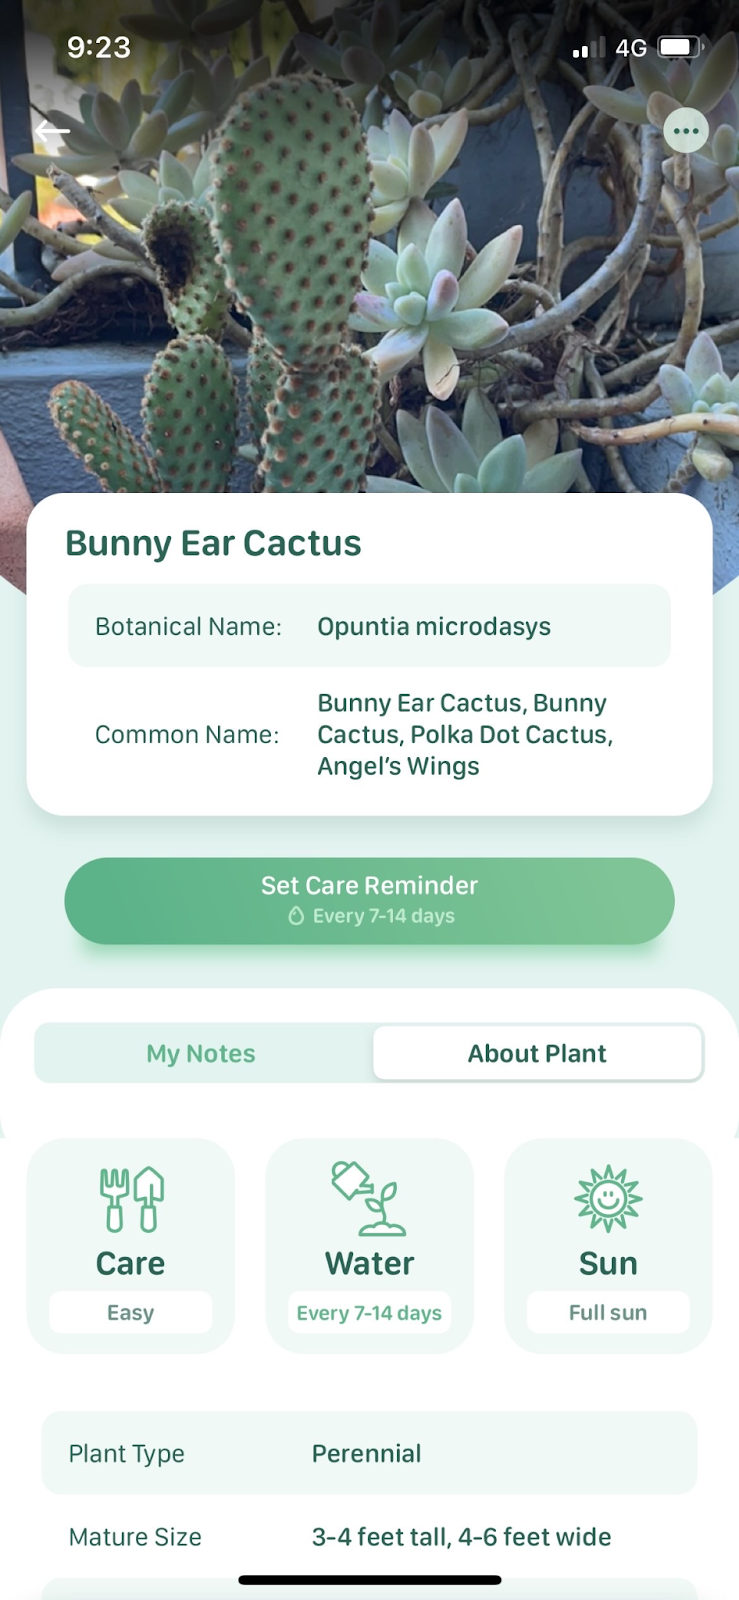 9:23
4G
Bunny Ear Cactus
Botanical Name: Opuntia microdasys
Common Name: Bunny Ear Cactus, Bunny
Cactus, Polka Dot Cactus,
Angel’s Wings
Set Care Reminder
Every 7-14 days
My Notes
About Plant
Care
Water
Sun
Easy
Every 7-14 days
Full sun
Plant Type Perennial
Mature Size 3-4 feet tall, 4-6 feet wide